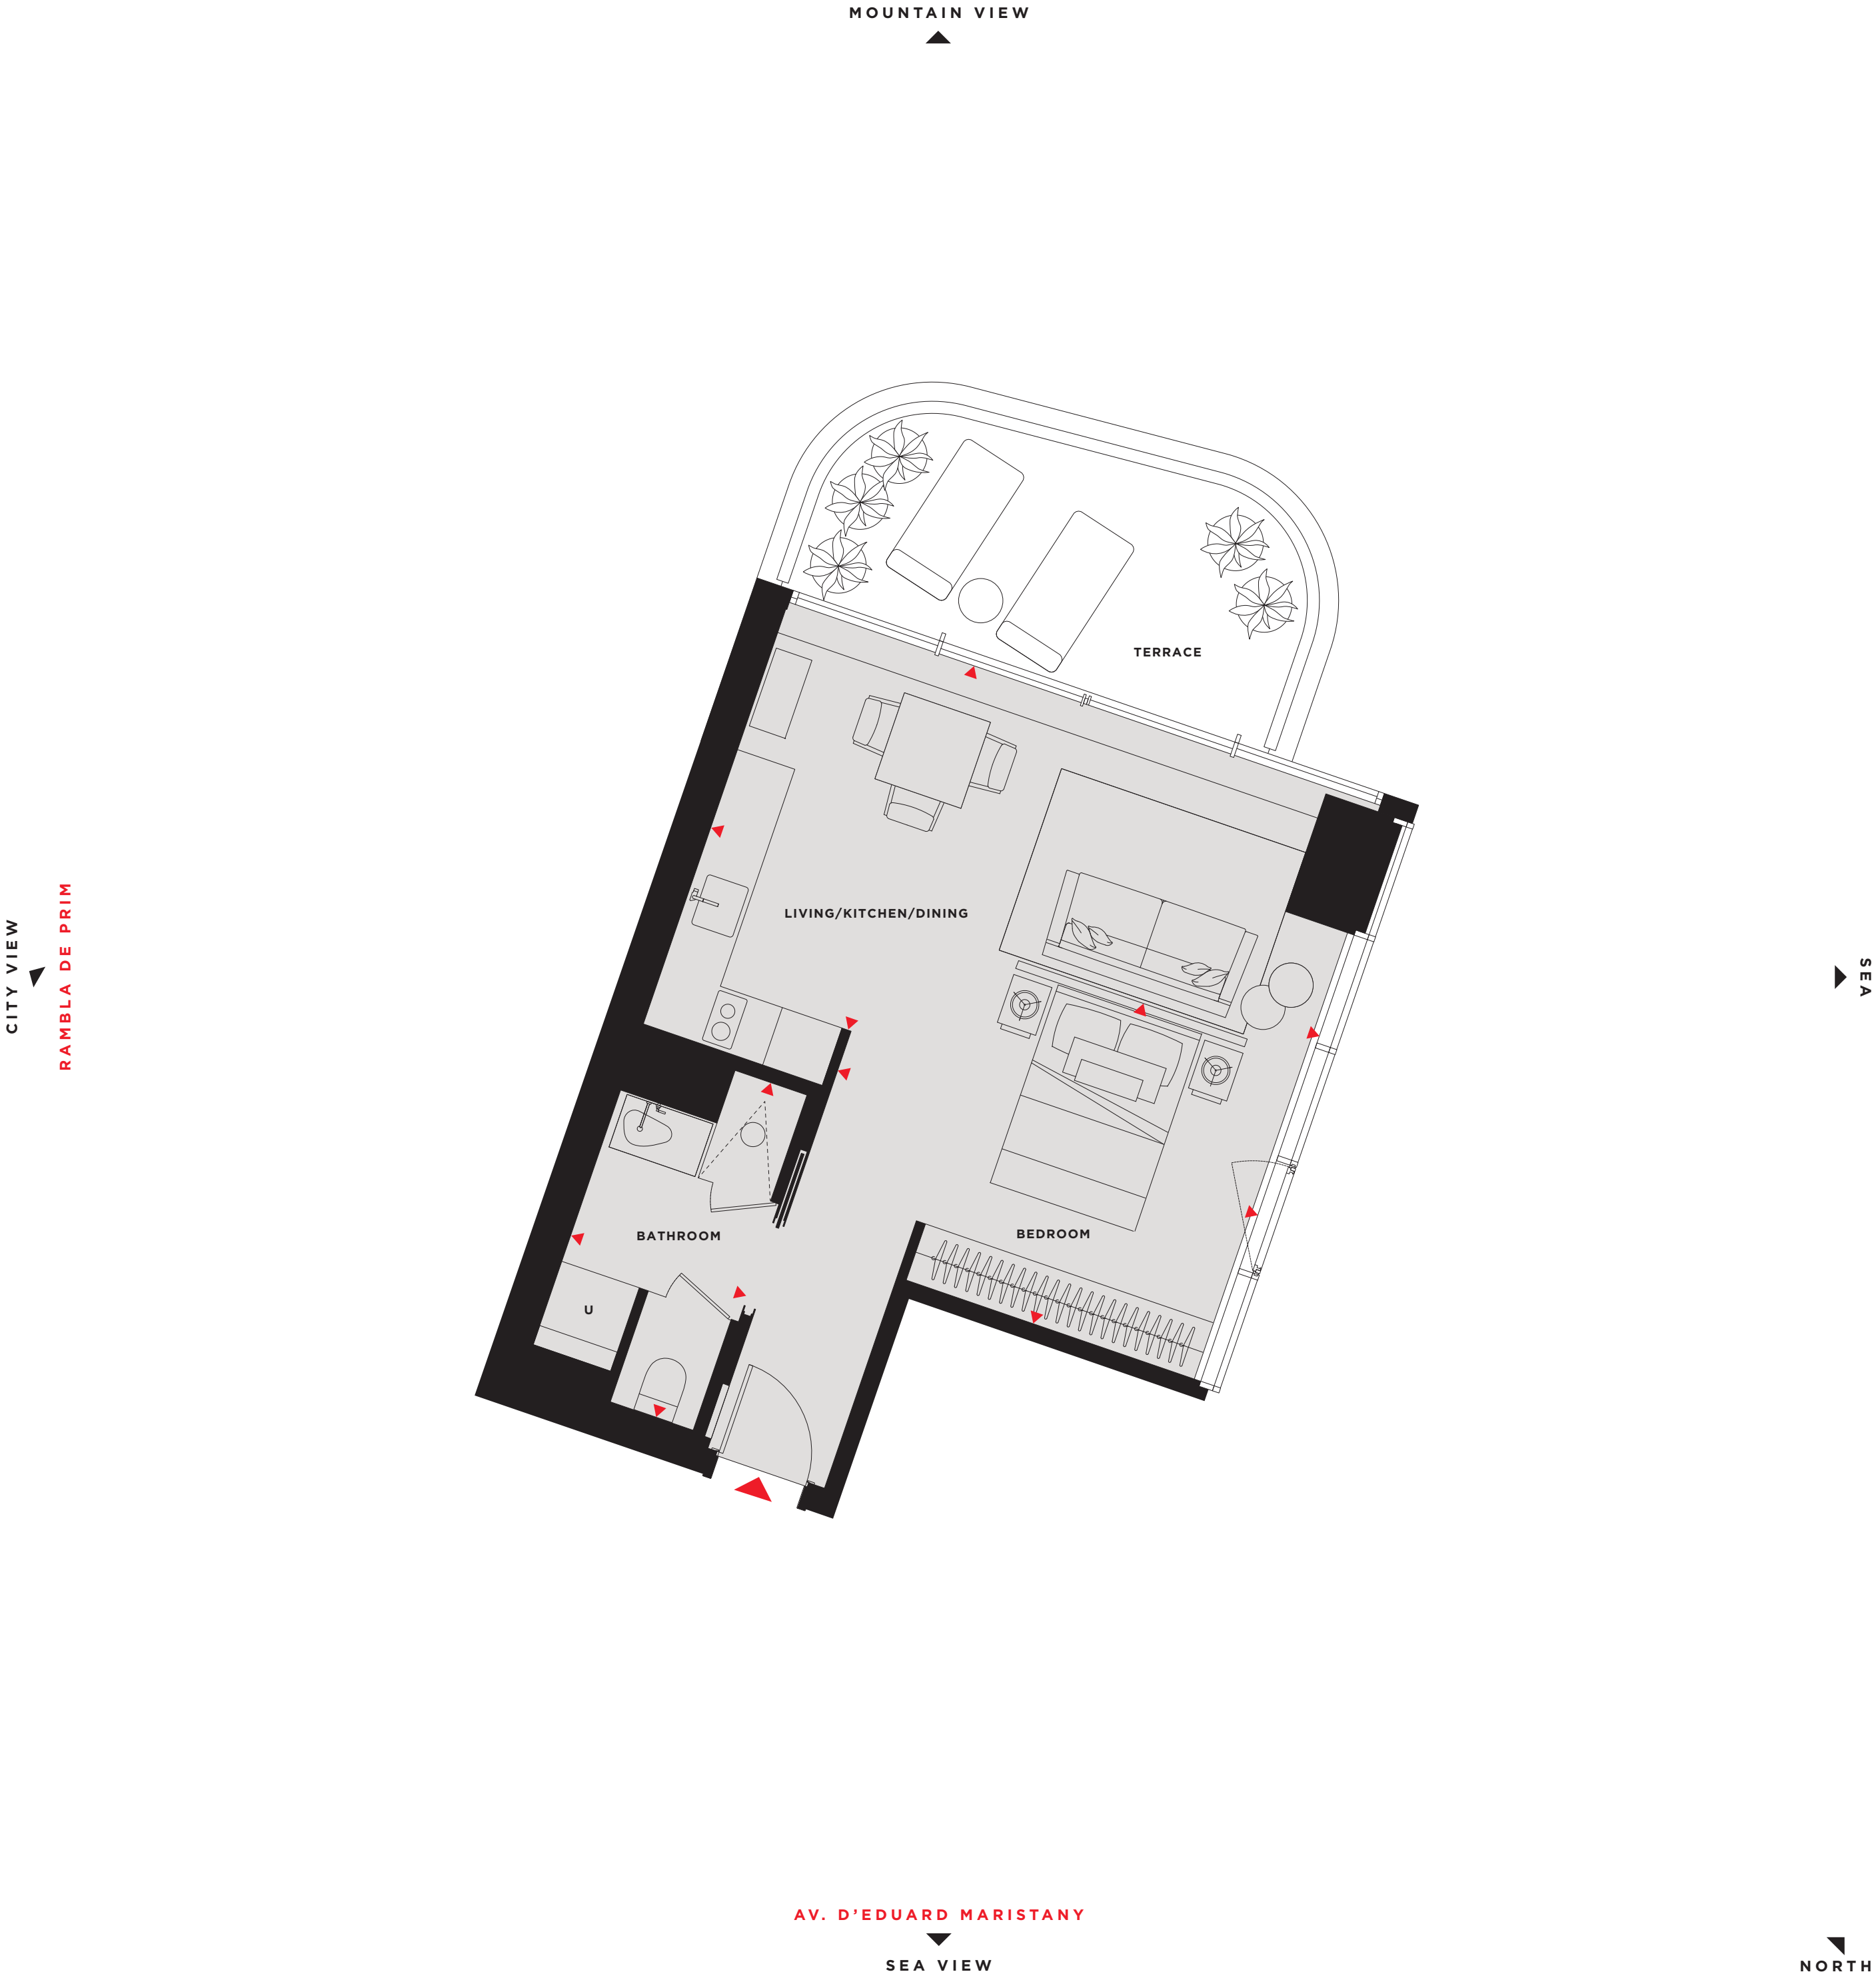 MOUNTAIN VIEW
TERRACE
LIVING/KITCHEN/DINING
CITY VIEW
RAMBLA DE PRIM
SEA
BATHROOM
BEDROOM
U
AV. D’EDUARD MARISTANY
SEA VIEW
NORTH